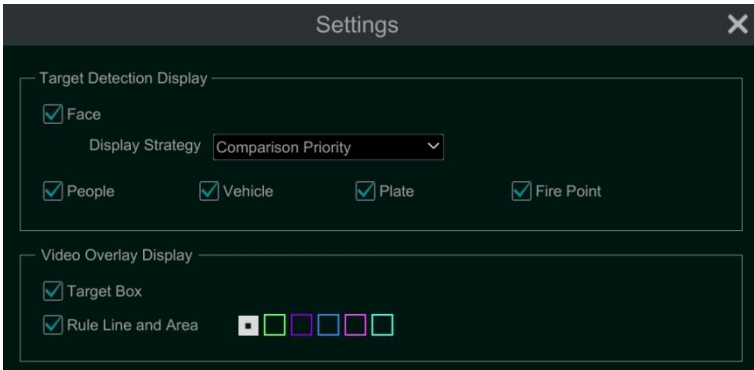 Settings
Target Detection Display
Face
Display Strategy Comparison Priority
People Vehicle Plate Fire Point
Video Overlay Display
Target Box
Rule Line and Area